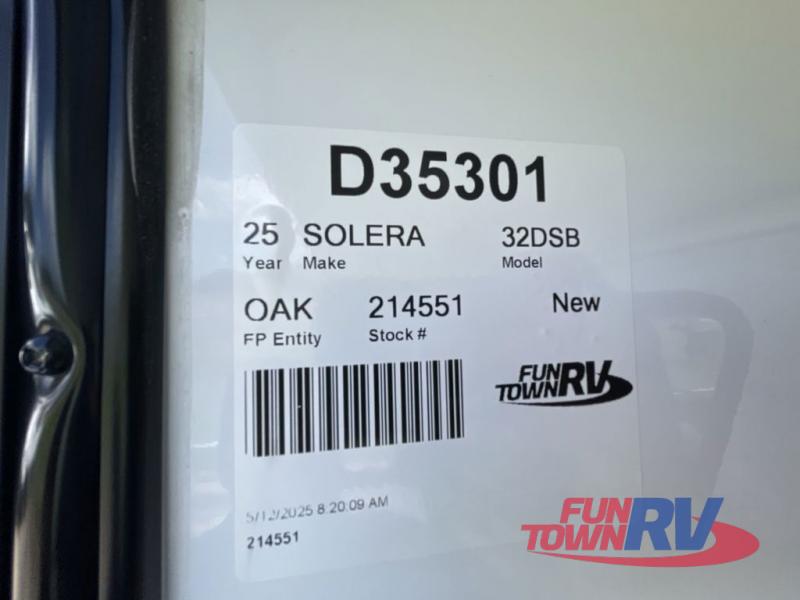 D35301
25 SOLERA 32DSB
Year Make Model
OAK 214551 New
FP Entity Stock #
FUN
TOWN RV
5/12/2025 8:20:09 AM
214551
FUN
TOWN RV